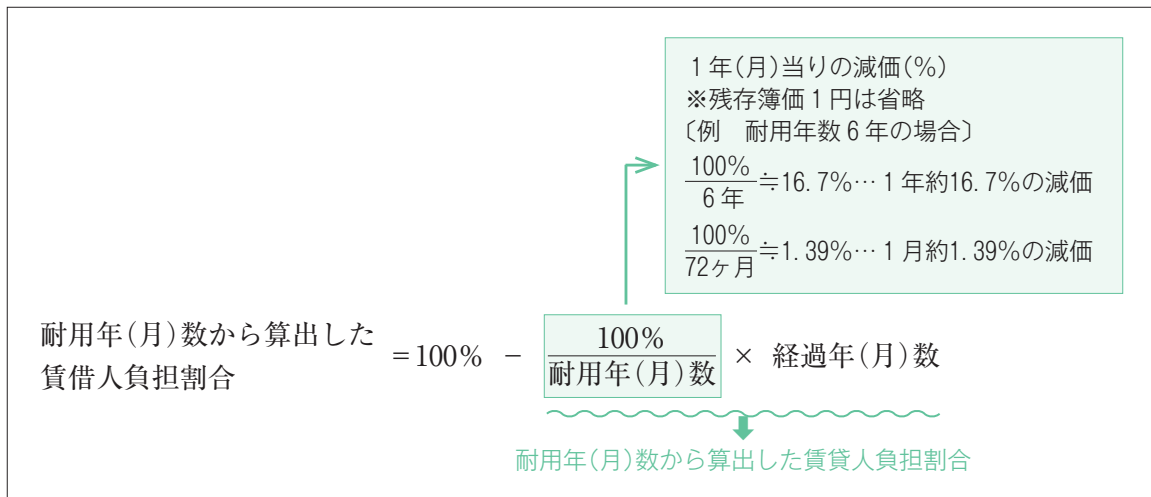 1年(月)当りの減価(%)
※残存簿価1円は省略
〔例　耐用年数6年の場合〕
100%
6年
≒16.7%…1年約16.7%の減価
100%
72ヶ月
≒1.39%…1月約1.39%の減価
耐用年(月)数から算出した
賃借人負担割合
=100% − 100%
耐用年(月)数
× 経過年(月)数
耐用年(月)数から算出した賃貸人負担割合